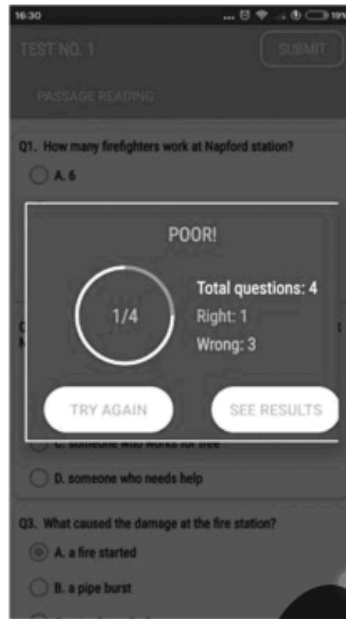 16:30 ... 19%
TEST NO. 1
SUBMIT
PASSAGE READING
Q1. How many firefighters work at Napford station?
A. 6
POOR!
1/4
Total questions: 4
Right: 1
Wrong: 3
TRY AGAIN
SEE RESULTS
C. someone who works for free
D. someone who needs help
Q3. What caused the damage at the fire station?
A. a fire started
B. a pipe burst